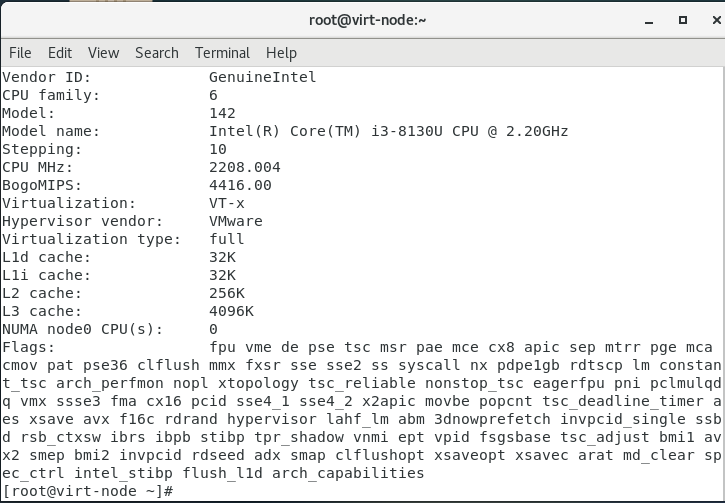 root@virt-node:~
File Edit View Search Terminal Help
Vendor ID: GenuineIntel
CPU family: 6
Model: 142
Model name: Intel(R) Core(TM) i3-8130U CPU @ 2.20GHz
Stepping: 10
CPU MHz: 2208.004
BogoMIPS: 4416.00
Virtualization: VT-x
Hypervisor vendor: VMware
Virtualization type: full
L1d cache: 32K
L1i cache: 32K
L2 cache: 256K
L3 cache: 4096K
NUMA node0 CPU(s): 0
Flags: fpu vme de pse tsc msr pae mce cx8 apic sep mtrr pge mca
cmov pat pse36 clflush mmx fxsr sse sse2 ss syscall nx pdpe1gb rdtscp lm constan
t_tsc arch_perfmon nopl xtopology tsc_reliable nonstop_tsc eagerfpu pni pclmulqd
q vmx ssse3 fma cx16 pcid sse4_1 sse4_2 x2apic movbe popcnt tsc_deadline_timer a
es xsave avx f16c rdrand hypervisor lahf_lm abm 3dnowprefetch invpcid_single ssb
d rsb_ctxsw ibrs ibpb stibp tpr_shadow vnmi ept vpid fsgsbase tsc_adjust bmi1 av
x2 smep bmi2 invpcid rdseed adx smap clflushopt xsaveopt xsavec arat md_clear sp
ec_ctrl intel_stibp flush_l1d arch_capabilities
[root@virt-node ~]#